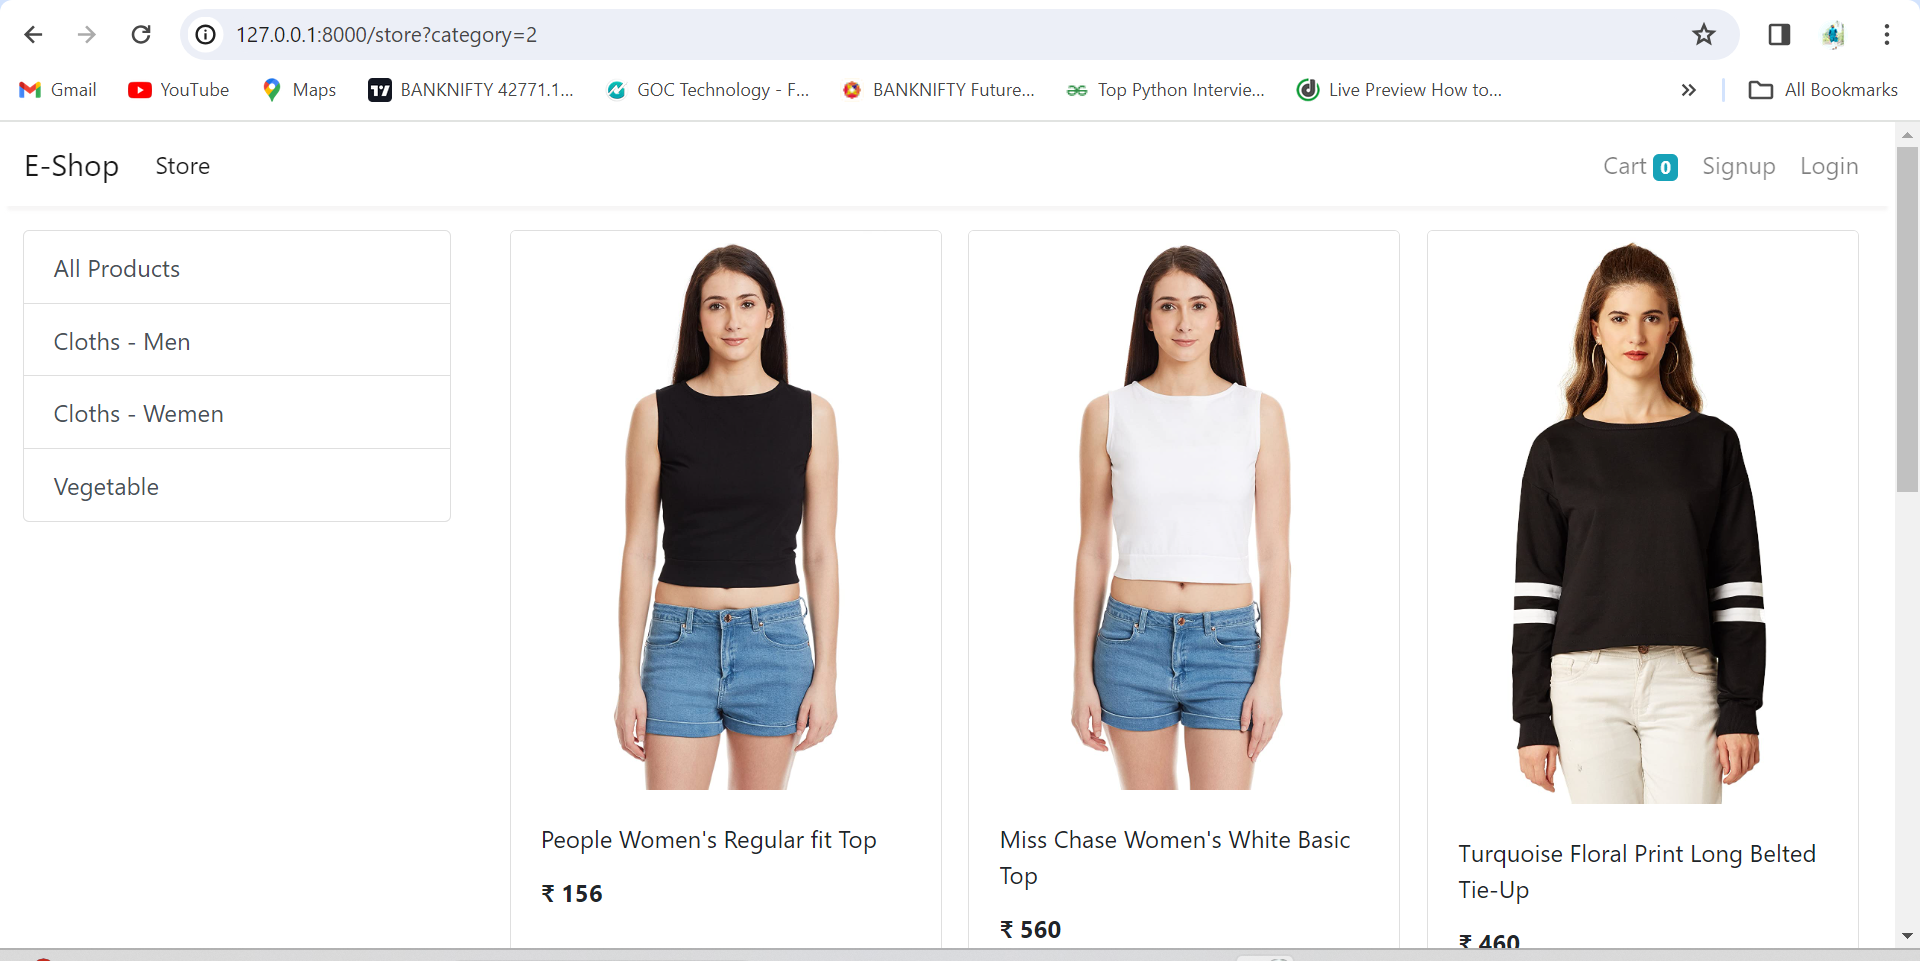 127.0.0.1:8000/store?category=2
Gmail YouTube Maps BANKNIFTY 42771.1... GOC Technology - F... BANKNIFTY Future... Top Python Intervie... Live Preview How to... » All Bookmarks
E-Shop Store Cart 0 Signup Login
All Products
Cloths - Men
Cloths - Wemen
Vegetable
People Women's Regular fit Top
₹ 156
Miss Chase Women's White Basic
Top
₹ 560
Turquoise Floral Print Long Belted
Tie-Up
₹ 460